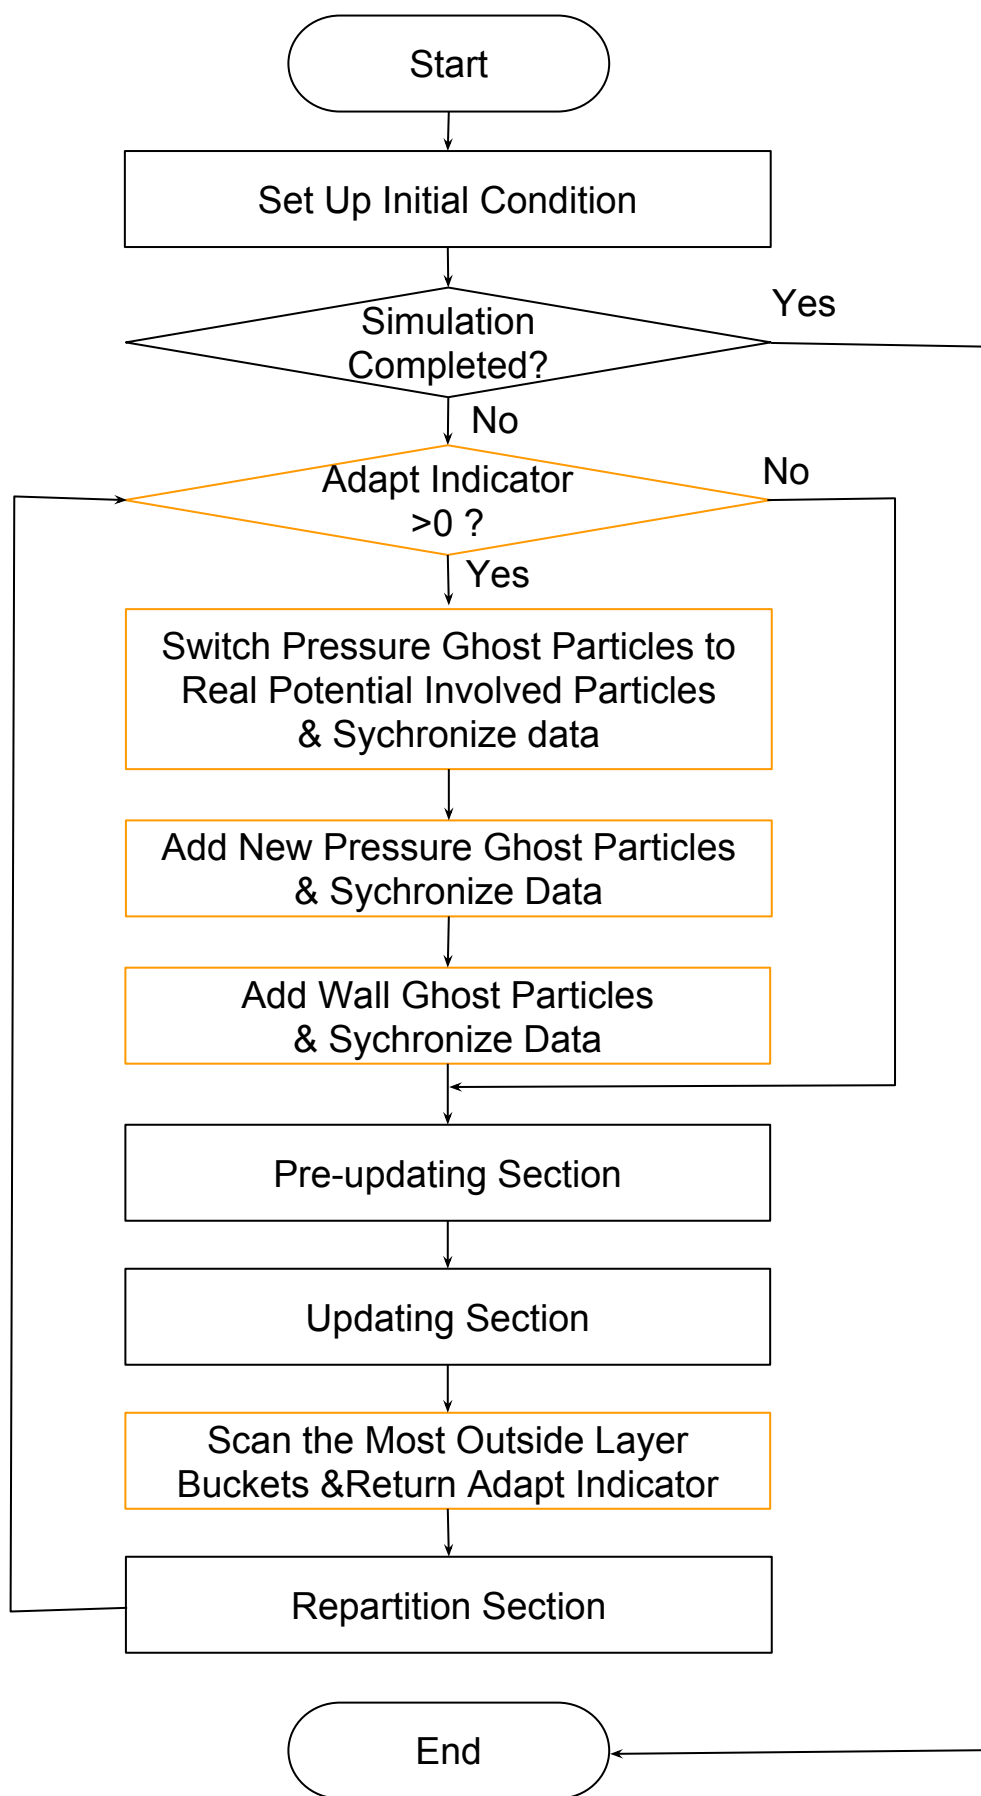 Start
Set Up Initial Condition
Simulation
Completed?
Yes
No
Adapt Indicator
>0 ?
No
Yes
Switch Pressure Ghost Particles to
Real Potential Involved Particles
& Sychronize data
Add New Pressure Ghost Particles
& Sychronize Data
Add Wall Ghost Particles
& Sychronize Data
Pre-updating Section
Updating Section
Scan the Most Outside Layer
Buckets &Return Adapt Indicator
Repartition Section
End